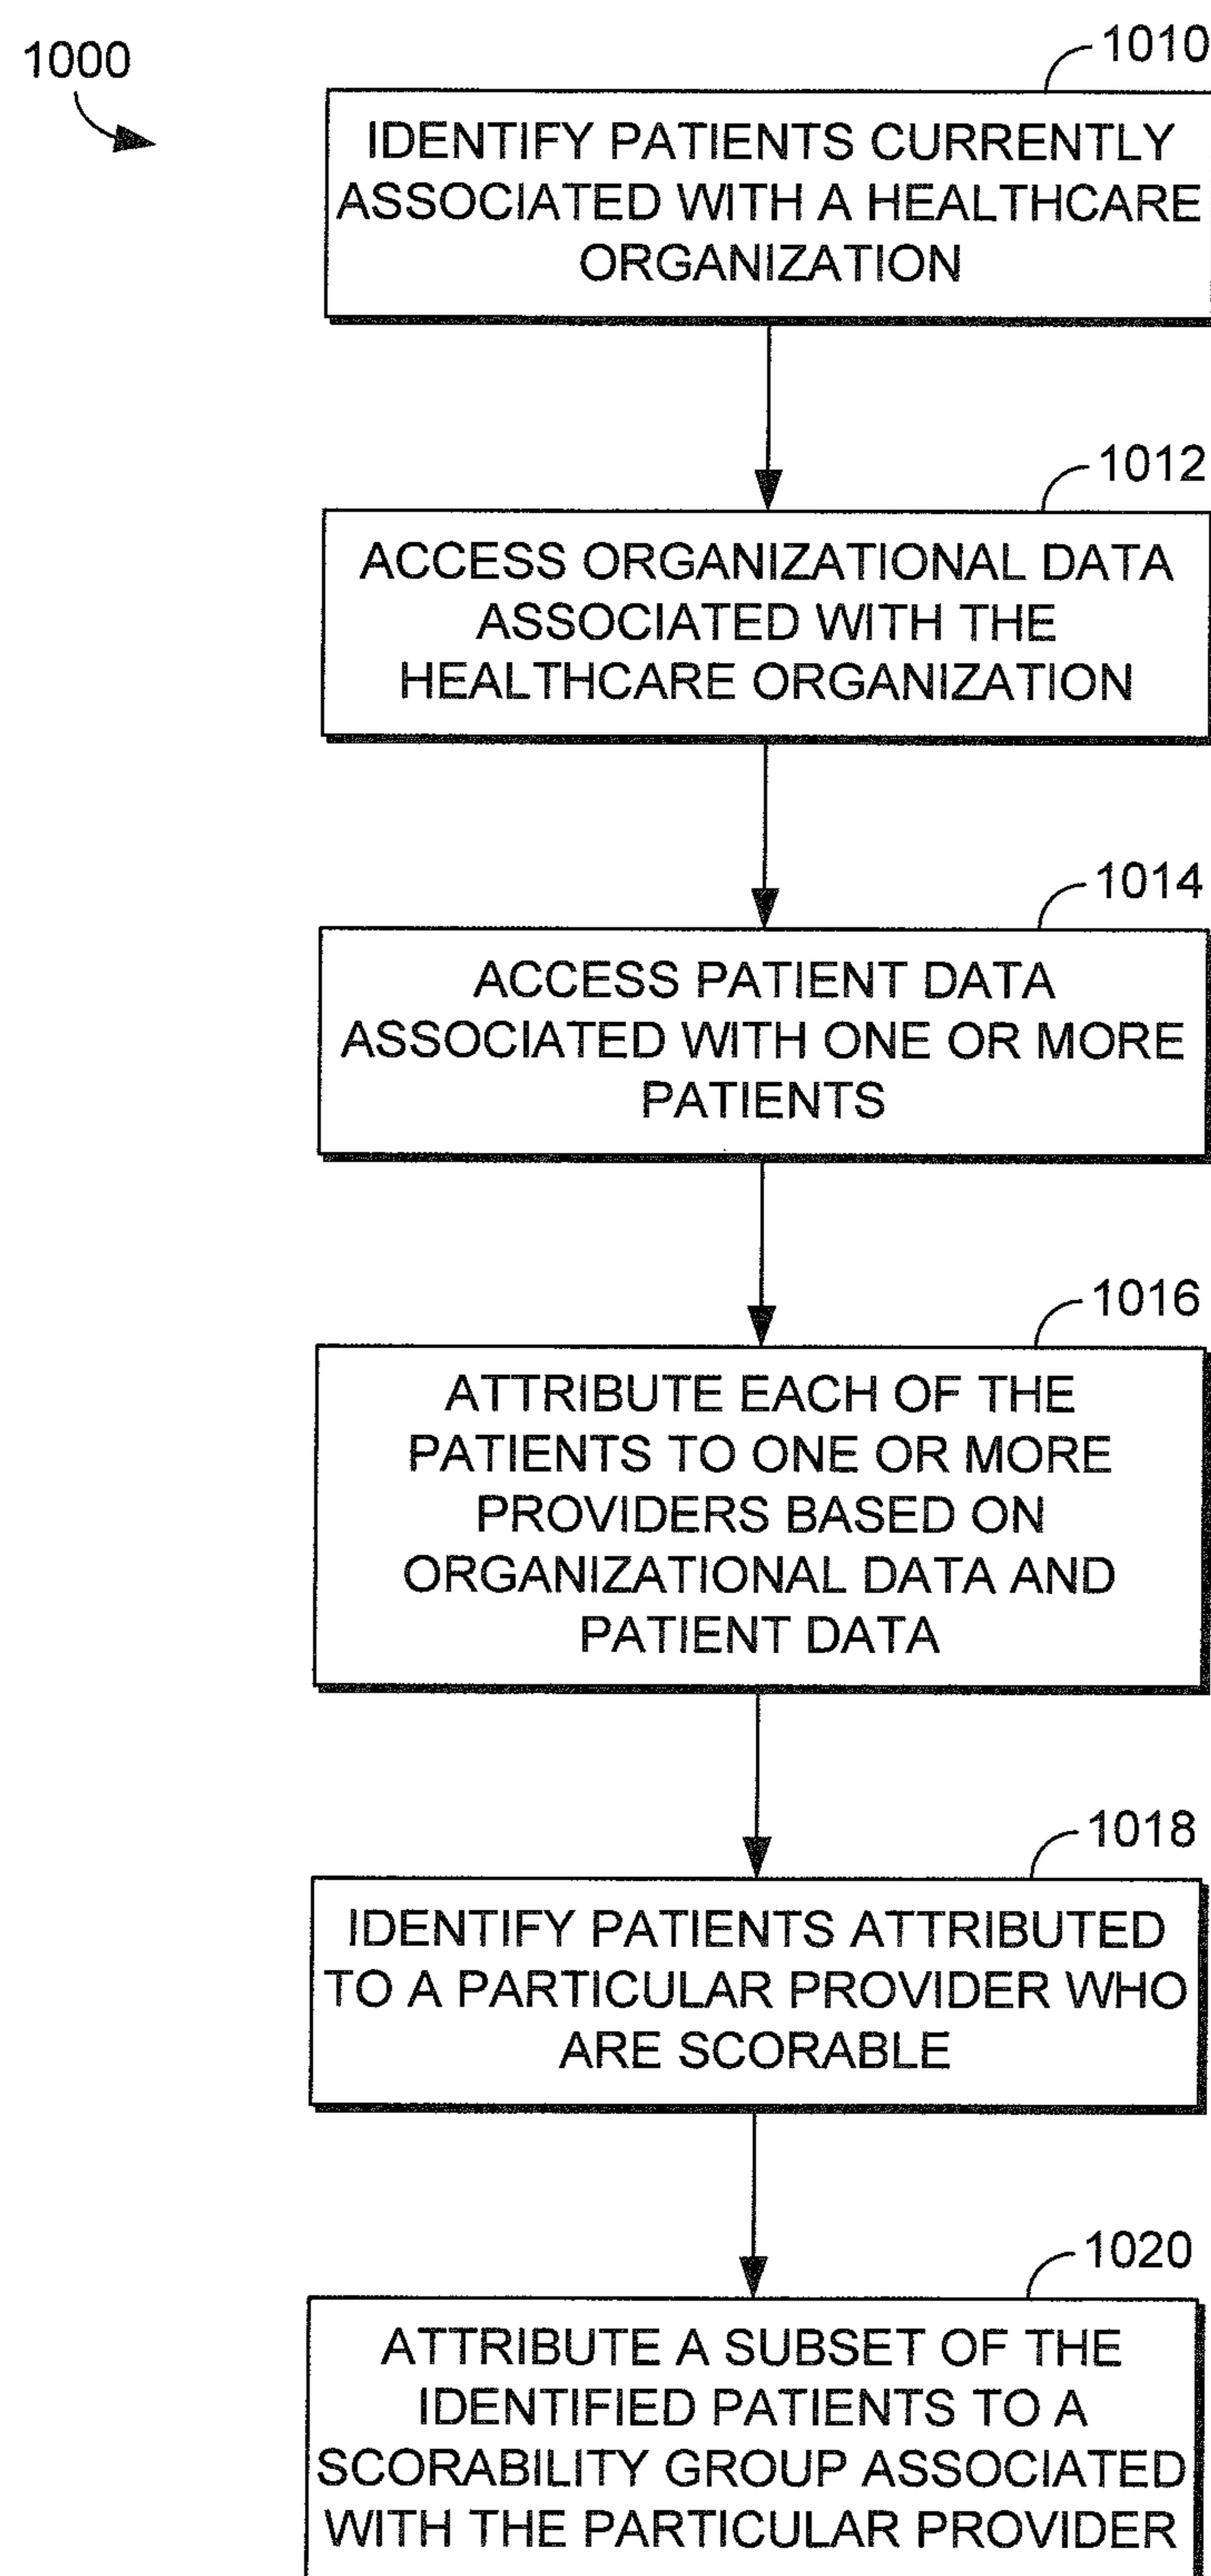 1000
1010
IDENTIFY PATIENTS CURRENTLY
ASSOCIATED WITH A HEALTHCARE
ORGANIZATION
1012
ACCESS ORGANIZATIONAL DATA
ASSOCIATED WITH THE
HEALTHCARE ORGANIZATION
1014
ACCESS PATIENT DATA
ASSOCIATED WITH ONE OR MORE
PATIENTS
1016
ATTRIBUTE EACH OF THE
PATIENTS TO ONE OR MORE
PROVIDERS BASED ON
ORGANIZATIONAL DATA AND
PATIENT DATA
1018
IDENTIFY PATIENTS ATTRIBUTED
TO A PARTICULAR PROVIDER WHO
ARE SCORABLE
1020
ATTRIBUTE A SUBSET OF THE
IDENTIFIED PATIENTS TO A
SCORABILITY GROUP ASSOCIATED
WITH THE PARTICULAR PROVIDER